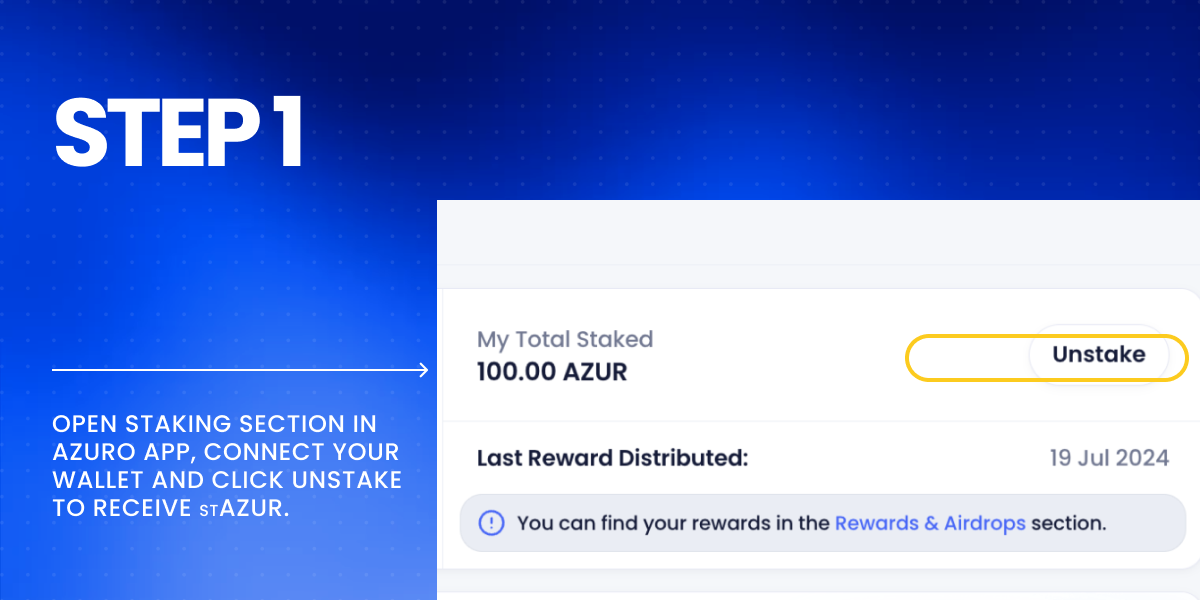 STEP 1
OPEN STAKING SECTION IN
AZURO APP, CONNECT YOUR
WALLET AND CLICK UNSTAKE
TO RECEIVE STAZUR.
My Total Staked
100.00 AZUR
Unstake
Last Reward Distributed:
19 Jul 2024
You can find your rewards in the Rewards & Airdrops section.